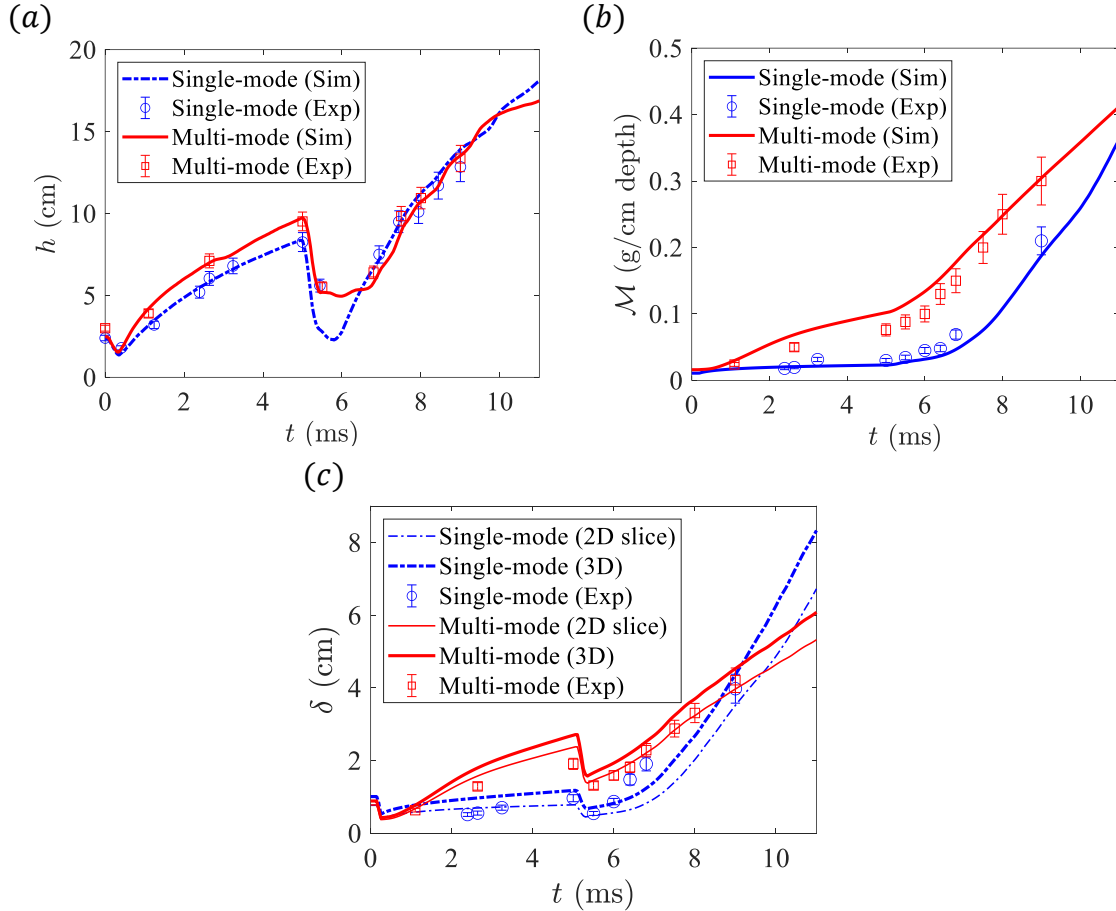 (a)
20
15
10
5
0
h (cm)
Single-mode (Sim)
Single-mode (Exp)
Multi-mode (Sim)
Multi-mode (Exp)
0 2 4 6 8 10
t (ms)
(b)
0.5
0.4
0.3
0.2
0.1
0
ℳ (g/cm depth)
Single-mode (Sim)
Single-mode (Exp)
Multi-mode (Sim)
Multi-mode (Exp)
0 2 4 6 8 10
t (ms)
(c)
8
6
4
2
0
δ (cm)
Single-mode (2D slice)
Single-mode (3D)
Single-mode (Exp)
Multi-mode (2D slice)
Multi-mode (3D)
Multi-mode (Exp)
0 2 4 6 8 10
t (ms)